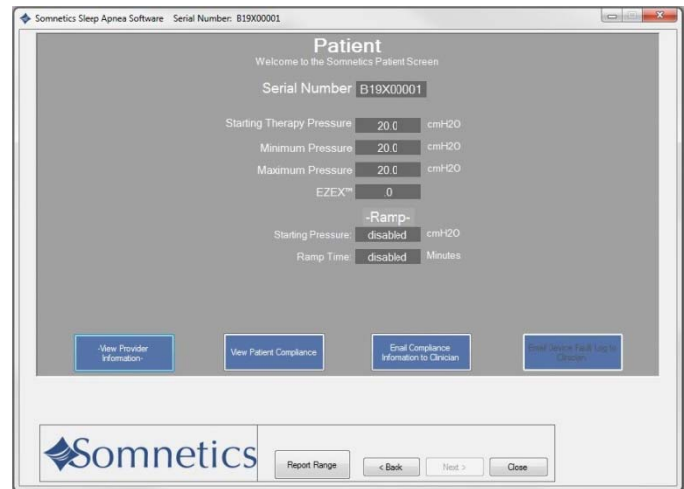 Somnetics Sleep Apnea Software Serial Number: B19X00001
Patient
Welcome to the Somnetics Patient Screen
Serial Number B19X00001
Starting Therapy Pressure 20.0 cmH2O
Minimum Pressure 20.0 cmH2O
Maximum Pressure 20.0 cmH2O
EZEX™ .0
-Ramp-
Starting Pressure: disabled cmH2O
Ramp Time: disabled Minutes
-View Provider
Information-
View Patient Compliance
Email Compliance
Infomation to Clinician
Email Device Fault Log to
Clinician-
Somnetics
Report Range
< Back
Next >
Close